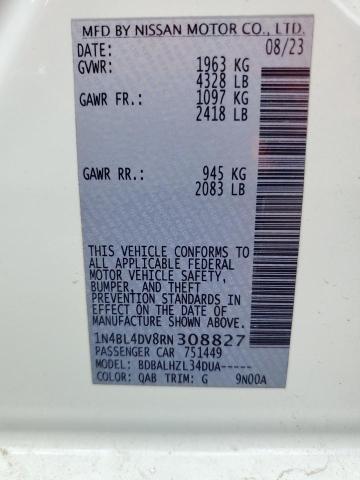 MFD BY NISSAN MOTOR CO., LTD.
DATE: 08/23
GVWR: 1963 KG
4328 LB
GAWR FR.: 1097 KG
2418 LB
GAWR RR.: 945 KG
2083 LB
THIS VEHICLE CONFORMS TO
ALL APPLICABLE FEDERAL
MOTOR VEHICLE SAFETY,
BUMPER, AND THEFT
PREVENTION STANDARDS IN
EFFECT ON THE DATE OF
MANUFACTURE SHOWN ABOVE.
1N4BL4DV8RN308827
PASSENGER CAR 751449
MODEL: BDBALHZL34DUA-----
COLOR: QAB TRIM: G 9N00A